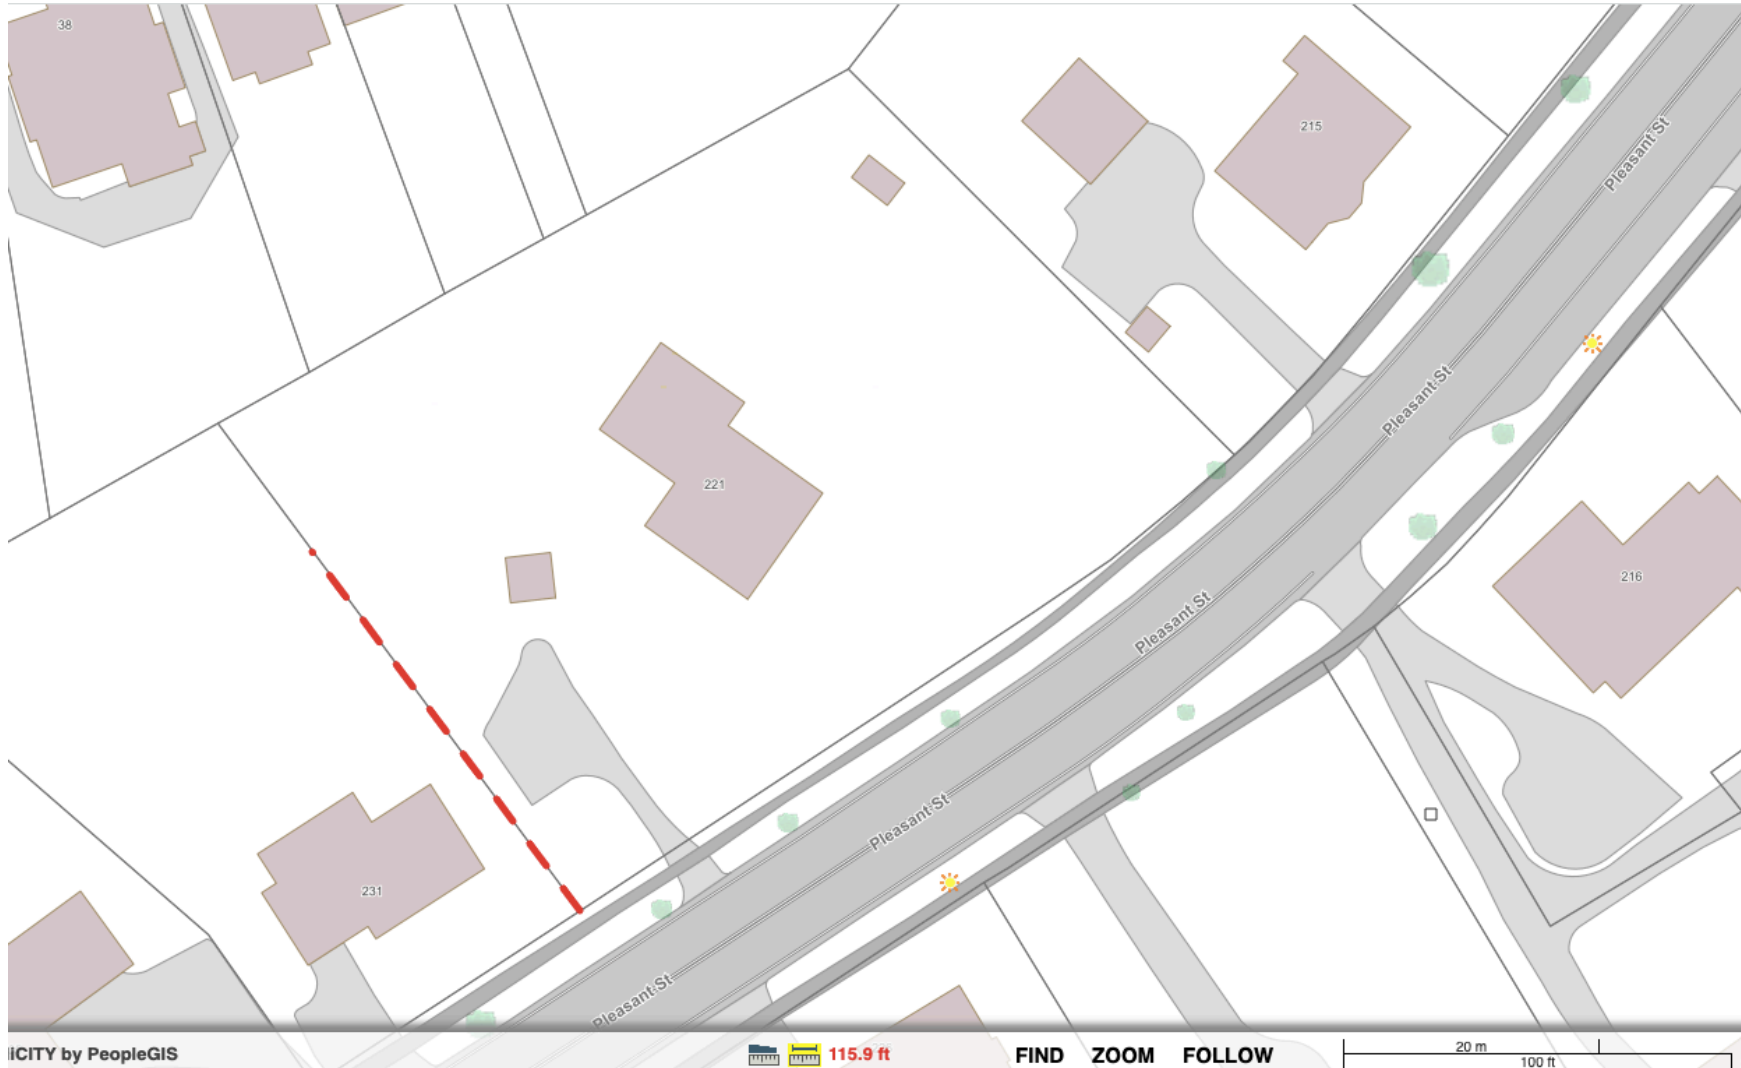 38
215
Pleasant St
Pleasant St
221
216
Pleasant St
Pleasant St
231
Pleasant St
iCITY by PeopleGIS
115.9 ft
FIND ZOOM FOLLOW
20 m
100 ft